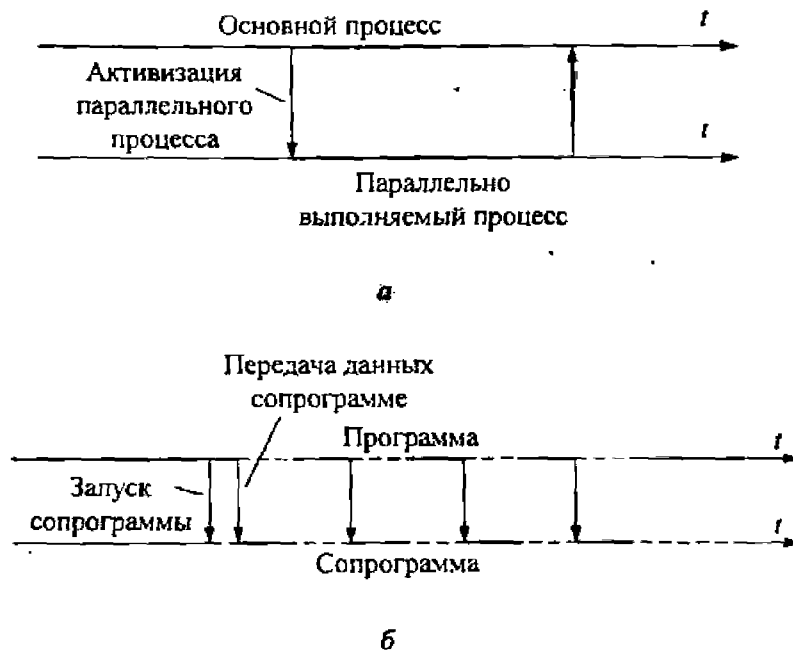 Основной процесс
t
Активизация
параллельного
процесса
t
Параллельно
выполняемый процесс
а
Передача данных
сопрограмме
Программа
t
Запуск
сопрограммы
t
Сопрограмма
б